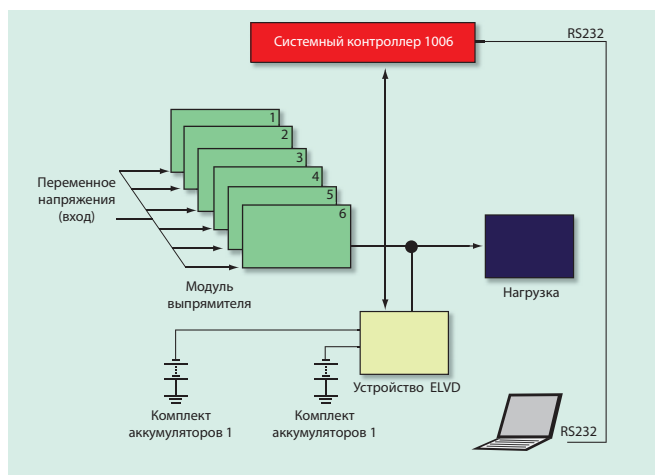 Системный контроллер 1006
RS232
1
2
3
4
5
6
Переменное
напряжения
(вход)
Модуль
выпрямителя
Нагрузка
Устройство ELVD
Комплект
аккумуляторов 1
Комплект
аккумуляторов 1
RS232